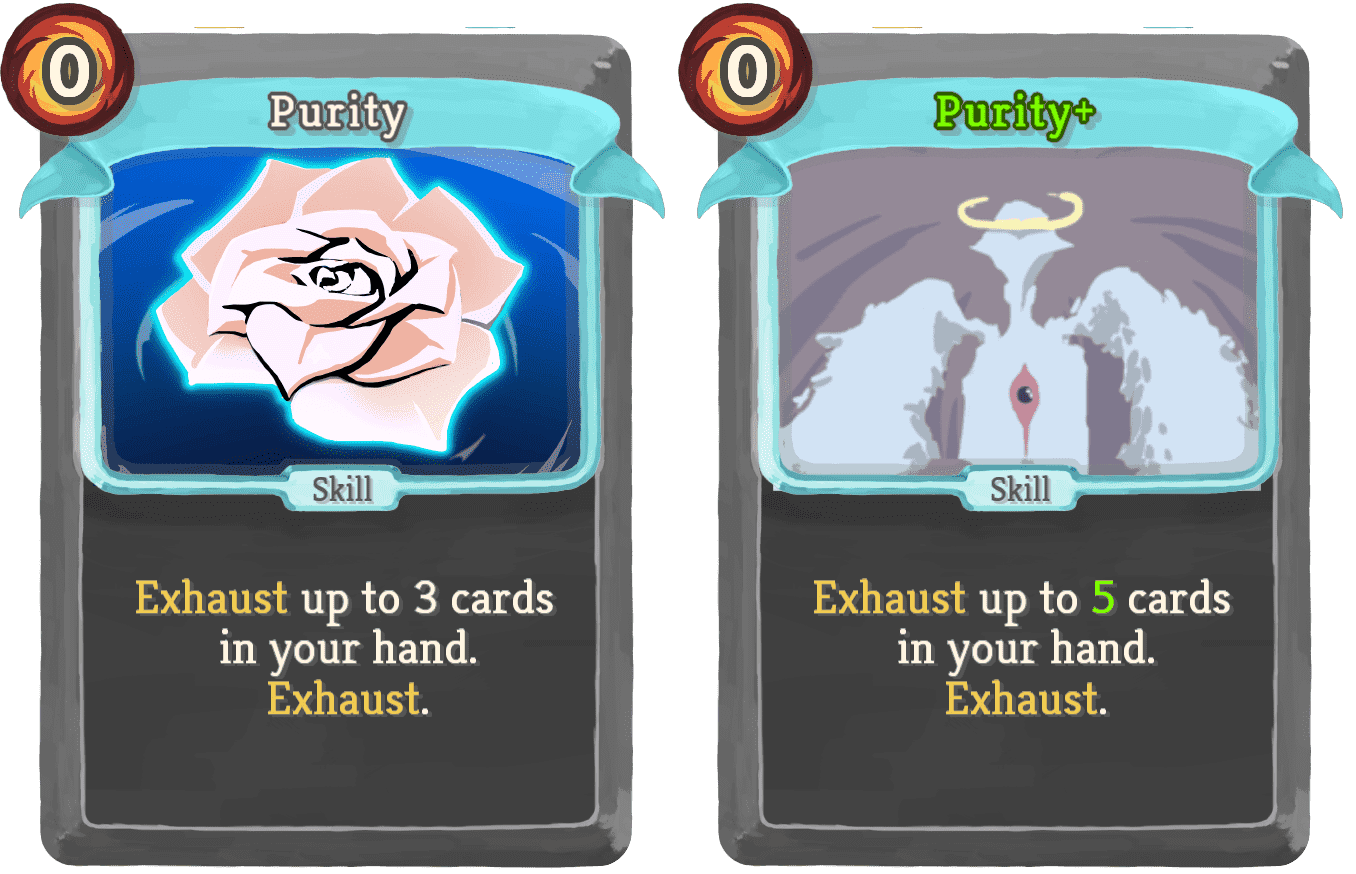 0
Purity
Skill
Exhaust up to 3 cards
in your hand.
Exhaust.
0
Purity+
Skill
Exhaust up to 5 cards
in your hand.
Exhaust.